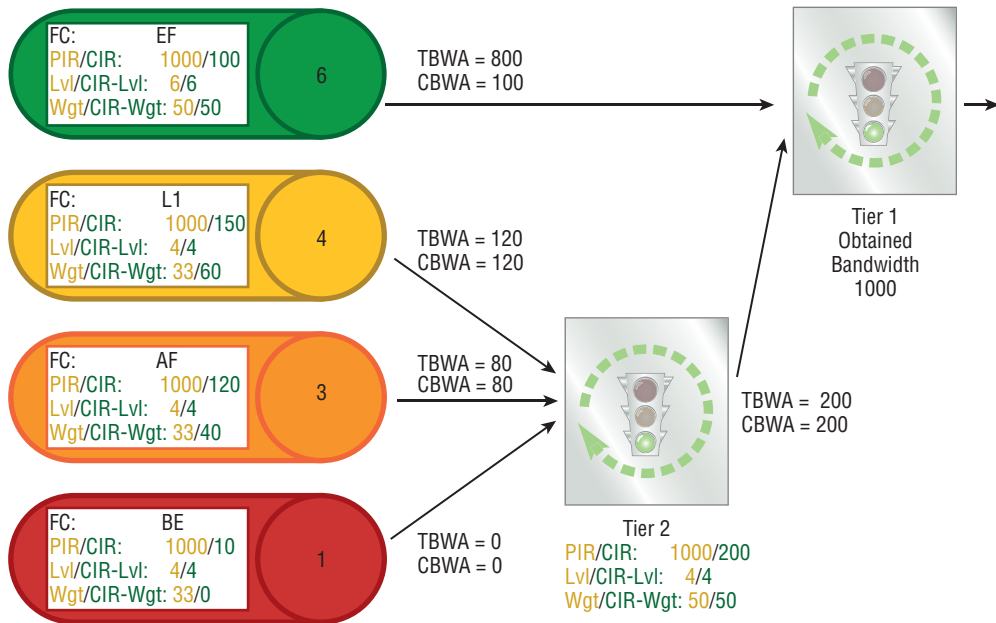 FC: EF
PIR/CIR: 1000/100
Lvl/CIR-Lvl: 6/6
Wgt/CIR-Wgt: 50/50
6
TBWA = 800
CBWA = 100
Tier 1
Obtained
Bandwidth
1000
FC: L1
PIR/CIR: 1000/150
Lvl/CIR-Lvl: 4/4
Wgt/CIR-Wgt: 33/60
4
TBWA = 120
CBWA = 120
FC: AF
PIR/CIR: 1000/120
Lvl/CIR-Lvl: 4/4
Wgt/CIR-Wgt: 33/40
3
TBWA = 80
CBWA = 80
TBWA = 200
CBWA = 200
FC: BE
PIR/CIR: 1000/10
Lvl/CIR-Lvl: 4/4
Wgt/CIR-Wgt: 33/0
1
TBWA = 0
CBWA = 0
Tier 2
PIR/CIR: 1000/200
Lvl/CIR-Lvl: 4/4
Wgt/CIR-Wgt: 50/50